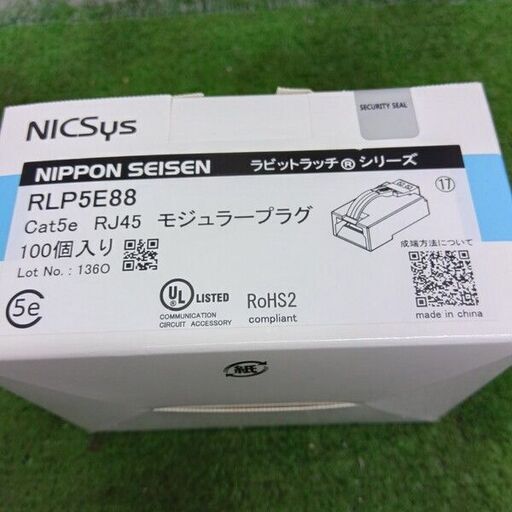 SECURITY SEAL
NICSys
NIPPON SEISEN
ラビットラッチ®シリーズ
RLP5E88
⑰
Cat5e RJ45 モジュラープラグ
100個入り
成端方法について
Lot No. : 136O
5e
UL LISTED
COMMUNICATION
CIRCUIT ACCESSORY
RoHS2
compliant
made in china